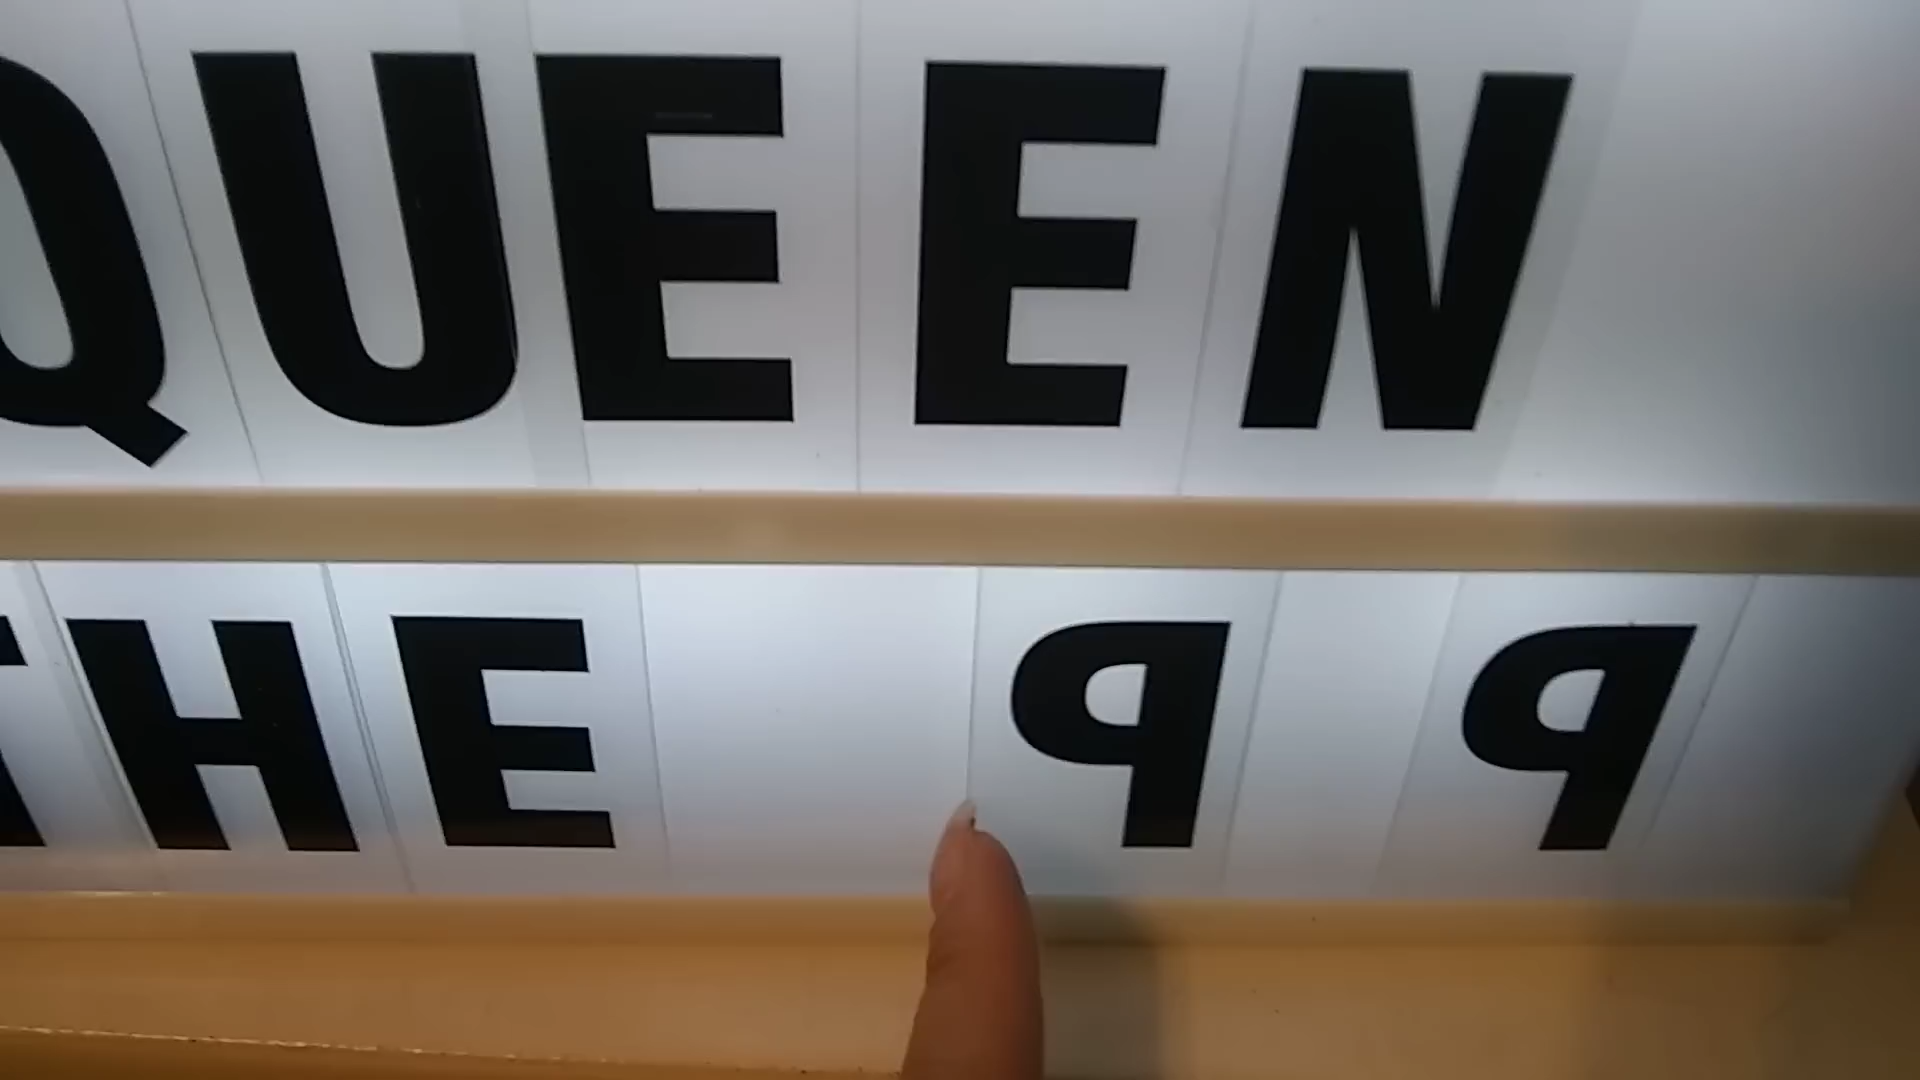 QUEEN
THE ꟼ ꟼ